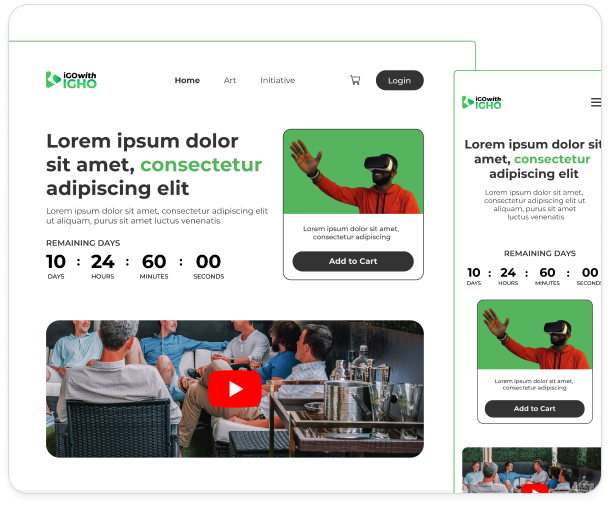 iGOwith
IGHO
Home
Art
Initiative
Login
Lorem ipsum dolor
sit amet, consectetur
adipiscing elit
Lorem ipsum dolor sit amet, consectetur adipiscing elit
ut aliquam, purus sit amet luctus venenatis
REMAINING DAYS
10 : 24 : 60 : 00
DAYS HOURS MINUTES SECONDS
Lorem ipsum dolor sit amet,
consectetur adipiscing
Add to Cart
iGOwith
IGHO
Lorem ipsum dolor sit
amet, consectetur
adipiscing elit
Lorem ipsum dolor sit amet,
consectetur adipiscing elit ut
aliquam, purus sit amet
luctus venenatis
REMAINING DAYS
10 : 24 : 60 : 00
DAYS HOURS MINUTES SECONDS
Lorem ipsum dolor sit amet,
consectetur adipiscing
Add to Cart